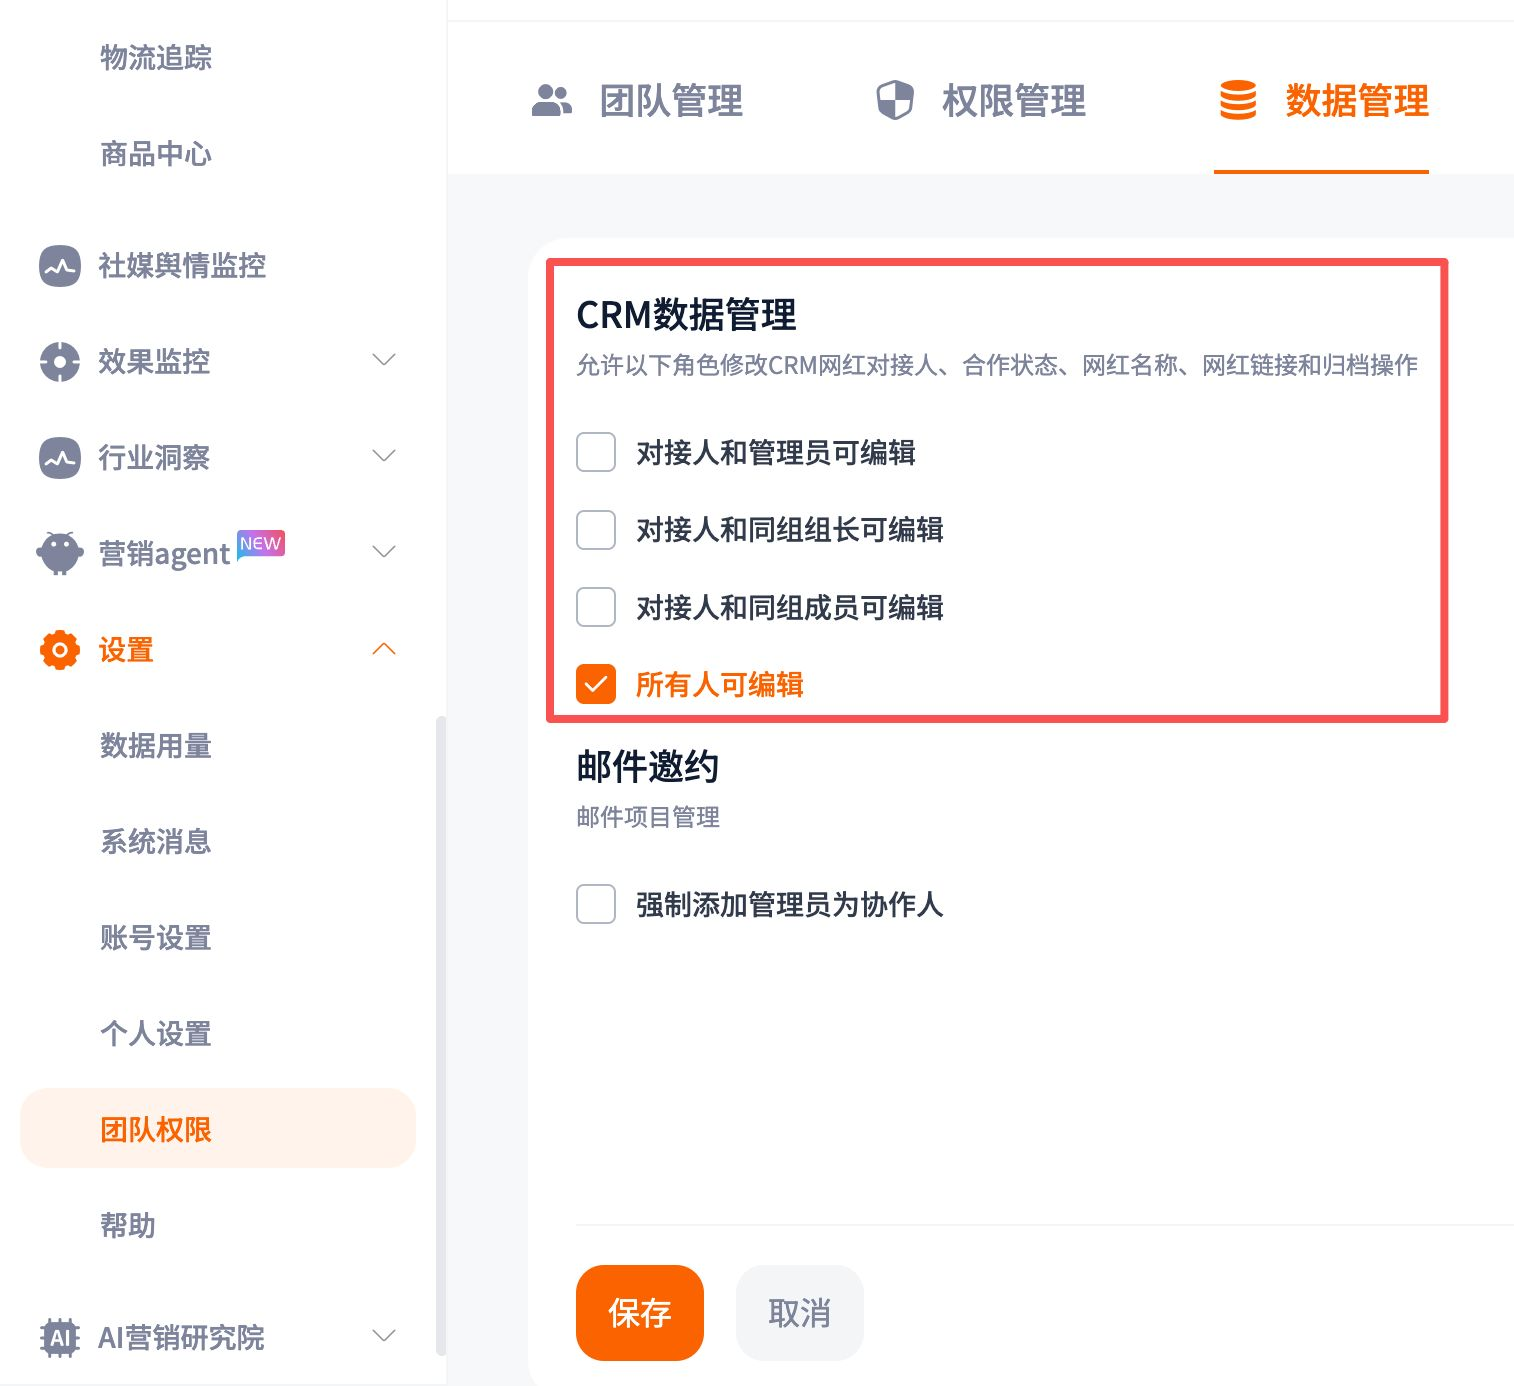 物流追踪
商品中心
社媒舆情监控
效果监控
行业洞察
营销agent NEW
设置
数据用量
系统消息
账号设置
个人设置
团队权限
帮助
AI AI营销研究院
团队管理
权限管理
数据管理
CRM数据管理
允许以下角色修改CRM网红对接人、合作状态、网红名称、网红链接和归档操作
对接人和管理员可编辑
对接人和同组组长可编辑
对接人和同组成员可编辑
所有人可编辑
邮件邀约
邮件项目管理
强制添加管理员为协作人
保存
取消